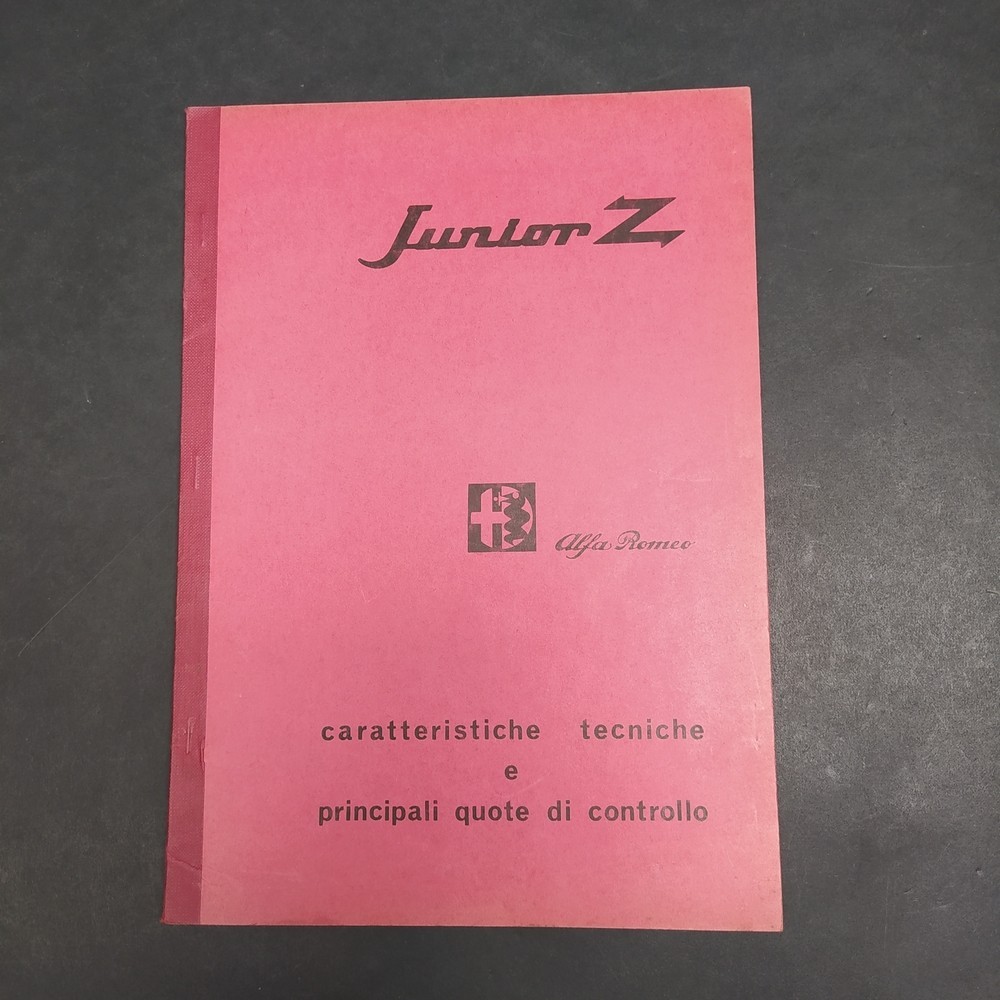 Junior Z
Alfa Romeo
caratteristiche tecniche
e
principali quote di controllo